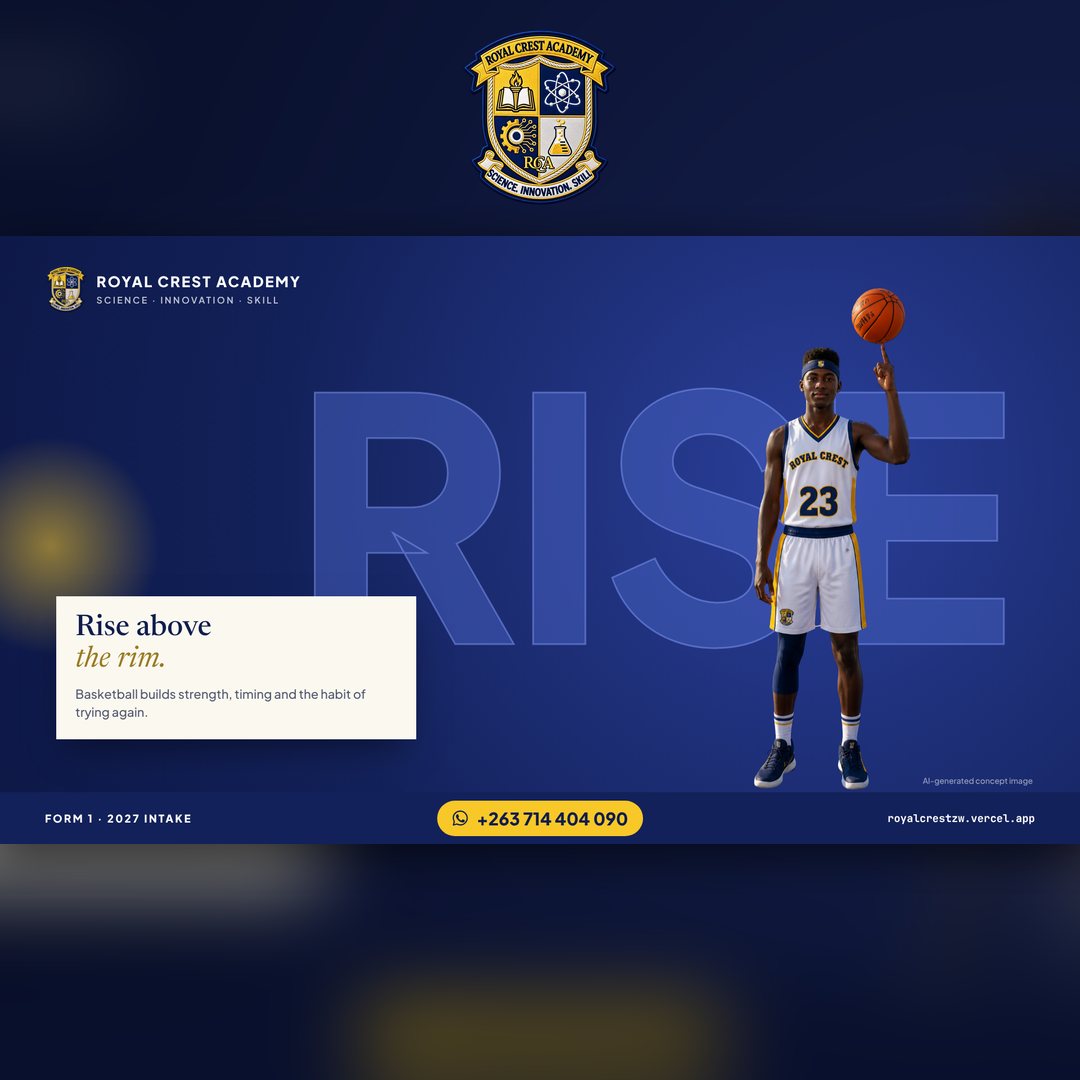 ROYAL CREST ACADEMY
RCA
SCIENCE. INNOVATION. SKILL
ROYAL CREST ACADEMY
SCIENCE · INNOVATION · SKILL
RISE
ROYAL CREST
23
Rise above
the rim.
Basketball builds strength, timing and the habit of
trying again.
AI-generated concept image
FORM 1 · 2027 INTAKE
+263 714 404 090
royalcrestzw.vercel.app